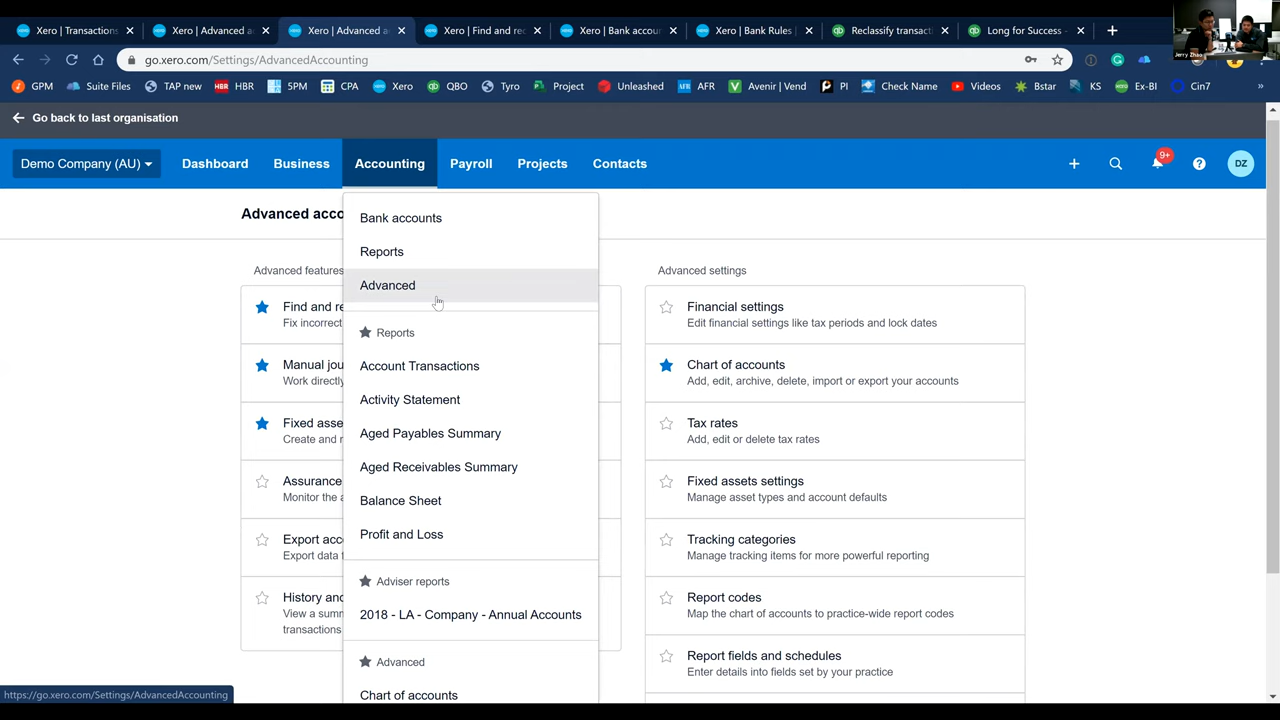 Xero | Transactions
Xero | Advanced a
Xero | Advanced a
Xero | Find and re
Xero | Bank accou
Xero | Bank Rules
Reclassify transact
Long for Success -
go.xero.com/Settings/AdvancedAccounting
GPM
Suite Files
TAP new
HBR
HBR
5PM
CPA
Xero
QBO
Tyro
Project
Unleashed
AFR
AFR
Avenir | Vend
PI
Check Name
Videos
Bstar
KS
Ex-BI
Cin7
»
Jerry Zhao
Go back to last organisation
Demo Company (AU)
Dashboard
Business
Accounting
Payroll
Projects
Contacts
9+
DZ
Advanced acco
Bank accounts
Reports
Advanced
Reports
Account Transactions
Activity Statement
Aged Payables Summary
Aged Receivables Summary
Balance Sheet
Profit and Loss
Adviser reports
2018 - LA - Company - Annual Accounts
Advanced
Chart of accounts
Advanced features
Find and re
Fix incorrect
Manual jou
Work directly
Fixed asse
Create and r
Assurance
Monitor the a
Export acc
Export data f
History and
View a summ
transactions
Advanced settings
Financial settings
Edit financial settings like tax periods and lock dates
Chart of accounts
Add, edit, archive, delete, import or export your accounts
Tax rates
Add, edit or delete tax rates
Fixed assets settings
Manage asset types and account defaults
Tracking categories
Manage tracking items for more powerful reporting
Report codes
Map the chart of accounts to practice-wide report codes
Report fields and schedules
Enter details into fields set by your practice
https://go.xero.com/Settings/AdvancedAccounting